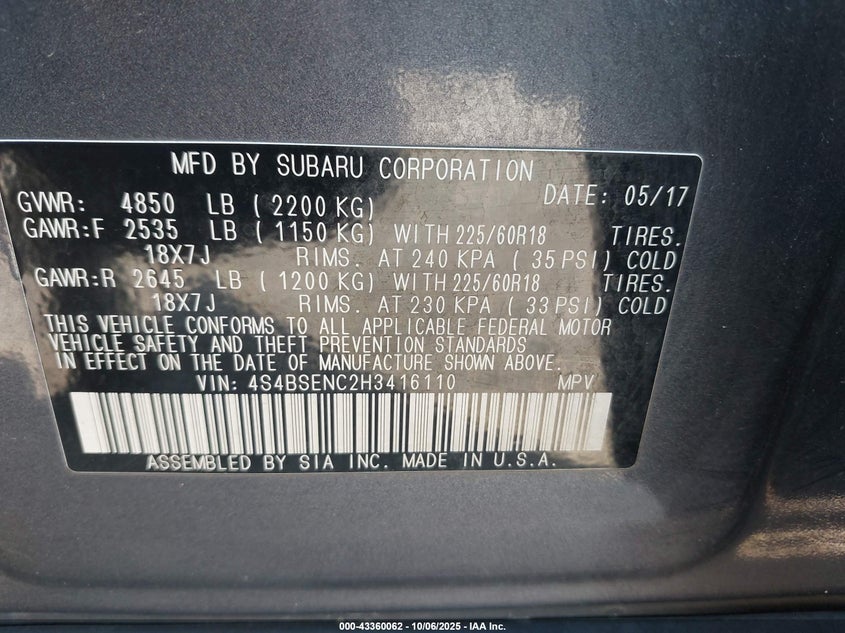 MFD BY SUBARU CORPORATION
DATE: 05/17
GVWR: 4850 LB ( 2200 KG)
GAWR:F 2535 LB ( 1150 KG) WITH 225/60R18 TIRES.
18X7J RIMS. AT 240 KPA ( 35 PSI) COLD
GAWR:R 2645 LB ( 1200 KG) WITH 225/60R18 TIRES.
18X7J RIMS. AT 230 KPA ( 33 PSI) COLD
THIS VEHICLE CONFORMS TO ALL APPLICABLE FEDERAL MOTOR
VEHICLE SAFETY AND THEFT PREVENTION STANDARDS
IN EFFECT ON THE DATE OF MANUFACTURE SHOWN ABOVE.
VIN: 4S4BSENC2H3416110 MPV
ASSEMBLED BY SIA INC. MADE IN U.S.A.
000-43360062 - 10/06/2025 - IAA Inc.